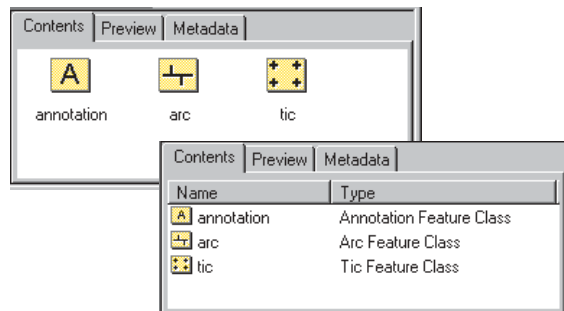 Contents Preview Metadata
A
annotation arc tic
Contents Preview Metadata
Name Type
A annotation Annotation Feature Class
arc Arc Feature Class
tic Tic Feature Class